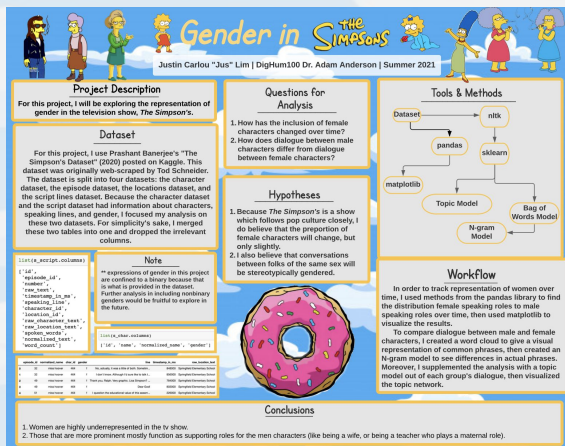 Gender in THE SIMPSONS
Justin Carlou "Jus" Lim | DigHum100 Dr. Adam Anderson | Summer 2021
Project Description
For this project, I will be exploring the representation of
gender in the television show, The Simpson's.
Dataset
For this project, I use Prashant Banerjee's "The
Simpson's Dataset" (2020) posted on Kaggle. This
dataset was originally web-scraped by Tod Schneider.
The dataset is split into four datasets: the character
dataset, the episode dataset, the locations dataset, and
the script lines dataset. Because the character dataset
and the script dataset had information about characters,
speaking lines, and gender, I focused my analysis on
these two datasets. For simplicity's sake, I merged
these two tables into one and dropped the irrelevant
columns.
list(s_script.columns)
['id',
'episode_id',
'number',
'raw_text',
'timestamp_in_ms',
'speaking_line',
'character_id',
'location_id',
'raw_character_text',
'raw_location_text',
'spoken_words',
'normalized_text',
'word_count']
Note
** expressions of gender in this project
are confined to a binary because that
is what is provided in the dataset.
Further analysis in including nonbinary
genders would be fruitful to explore in
the future.
list(s_char.columns)
['id', 'name', 'normalized_name', 'gender']
Questions for
Analysis
1. How has the inclusion of female
characters changed over time?
2. How does dialogue between male
characters differ from dialogue
between female characters?
Hypotheses
1. Because The Simpson's is a show
which follows pop culture closely, I
do believe that the preportion of
female characters will change, but
only slightly.
2. I also believe that conversations
between folks of the same sex will
be stereotypically gendered.
Tools & Methods
Dataset
nltk
pandas
sklearn
matplotlib
Topic Model
Bag of
Words Model
N-gram
Model
Workflow
In order to track representation of women over
time, I used methods from the pandas library to find
the distribution female speaking roles to male
speaking roles over time, then used matplotlib to
visualize the results.
To compare dialogue between male and female
characters, I created a word cloud to give a visual
representation of common phrases, then created an
N-gram model to see differences in actual phrases.
Moreover, I supplemented the analysis with a topic
model out of each group's dialogue, then visualized
the topic network.
Conclusions
1. Women are highly underrepresented in the tv show.
2. Those that are more prominent mostly function as supporting roles for the men characters (like being a wife, or being a teacher who plays a maternal role).